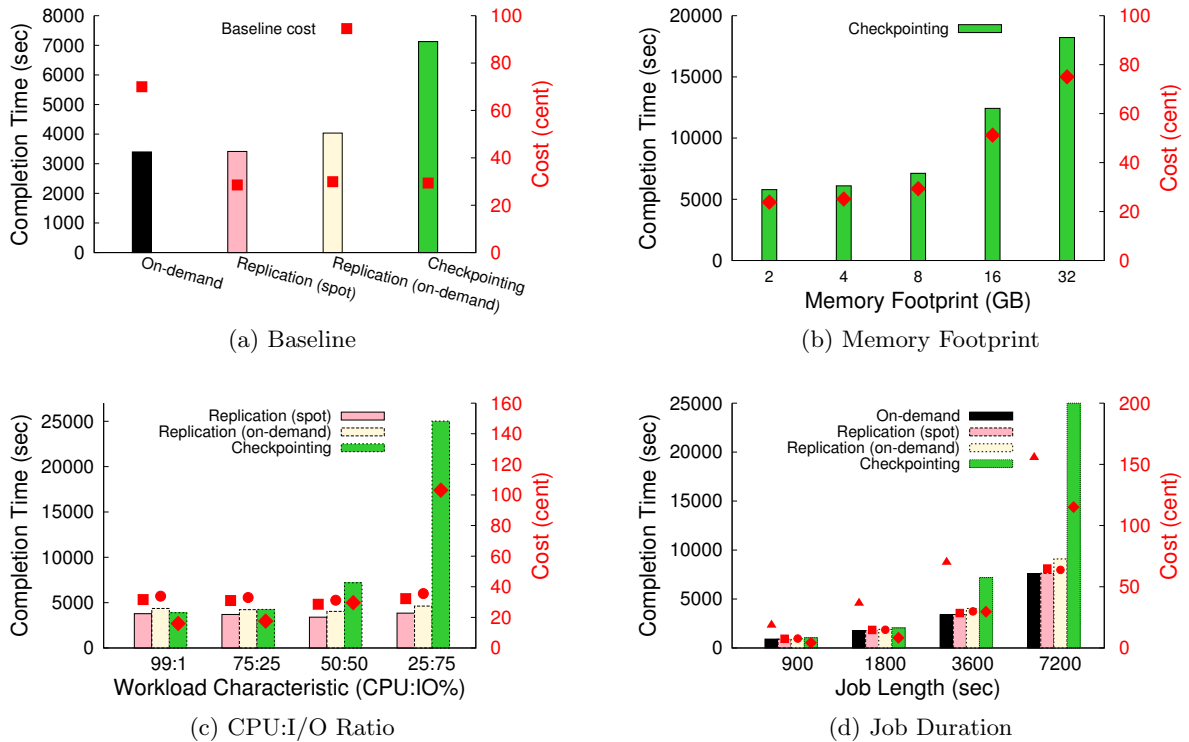 8000
7000
6000
5000
4000
3000
2000
1000
0
Completion Time (sec)
Baseline cost
100
80
60
40
20
0
Cost (cent)
On-demand
Replication (spot)
Replication (on-demand)
Checkpointing
(a) Baseline
20000
15000
10000
5000
0
Completion Time (sec)
Checkpointing
100
80
60
40
20
0
Cost (cent)
2 4 8 16 32
Memory Footprint (GB)
(b) Memory Footprint
25000
20000
15000
10000
5000
0
Completion Time (sec)
Replication (spot)
Replication (on-demand)
Checkpointing
160
140
120
100
80
60
40
20
0
Cost (cent)
99:1 75:25 50:50 25:75
Workload Characteristic (CPU:IO%)
(c) CPU:I/O Ratio
25000
20000
15000
10000
5000
0
Completion Time (sec)
On-demand
Replication (spot)
Replication (on-demand)
Checkpointing
200
150
100
50
0
Cost (cent)
900 1800 3600 7200
Job Length (sec)
(d) Job Duration